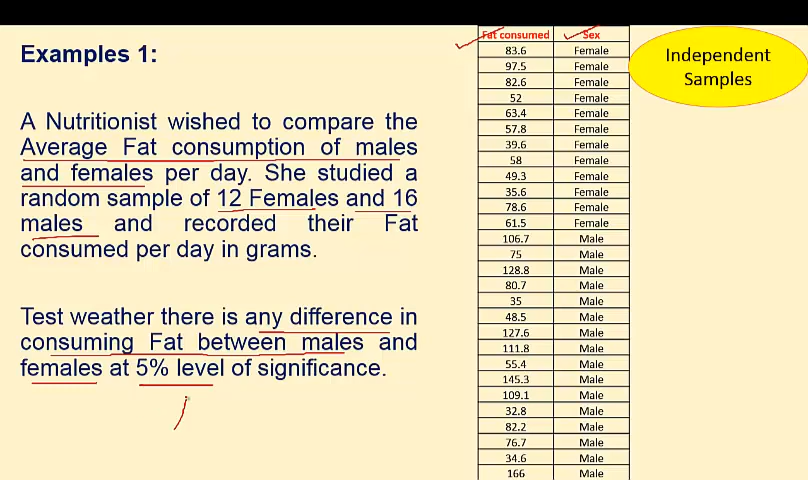 Examples 1:
A Nutritionist wished to compare the
Average Fat consumption of males
and females per day. She studied a
random sample of 12 Females and 16
males and recorded their Fat
consumed per day in grams.
Test weather there is any difference in
consuming Fat between males and
females at 5% level of significance.
Fat consumed Sex
83.6 Female
97.5 Female
82.6 Female
52 Female
63.4 Female
57.8 Female
39.6 Female
58 Female
49.3 Female
35.6 Female
78.6 Female
61.5 Female
106.7 Male
75 Male
128.8 Male
80.7 Male
35 Male
48.5 Male
127.6 Male
111.8 Male
55.4 Male
145.3 Male
109.1 Male
32.8 Male
82.2 Male
76.7 Male
34.6 Male
166 Male
Independent
Samples